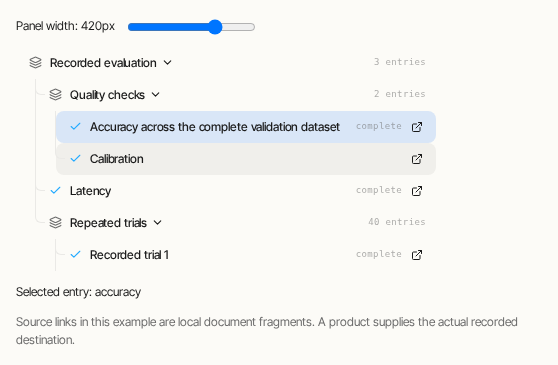 Panel width: 420px
Recorded evaluation 3 entries
Quality checks 2 entries
Accuracy across the complete validation dataset complete
Calibration
Latency complete
Repeated trials 40 entries
Recorded trial 1 complete
Selected entry: accuracy
Source links in this example are local document fragments. A product supplies the actual recorded
destination.